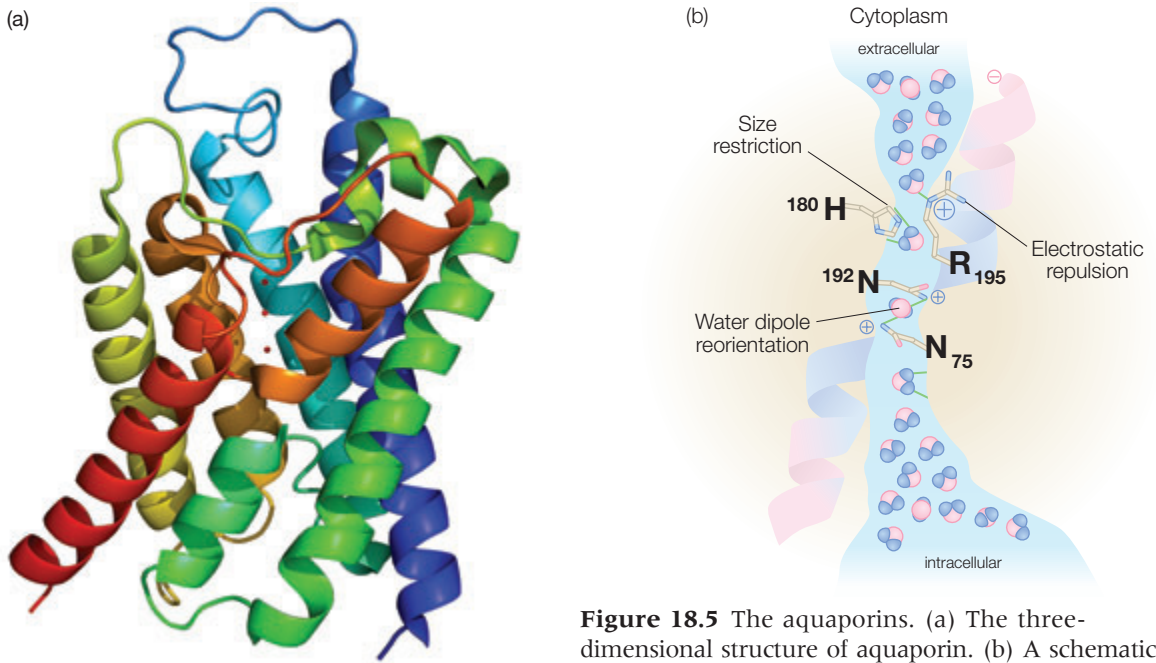 (a)
(b)
Cytoplasm
extracellular
⊖
Size
restriction
180 H
⊕
Electrostatic
repulsion
R 195
192 N
⊕
Water dipole
reorientation
⊕
N 75
intracellular
Figure 18.5 The aquaporins. (a) The three-
dimensional structure of aquaporin. (b) A schematic